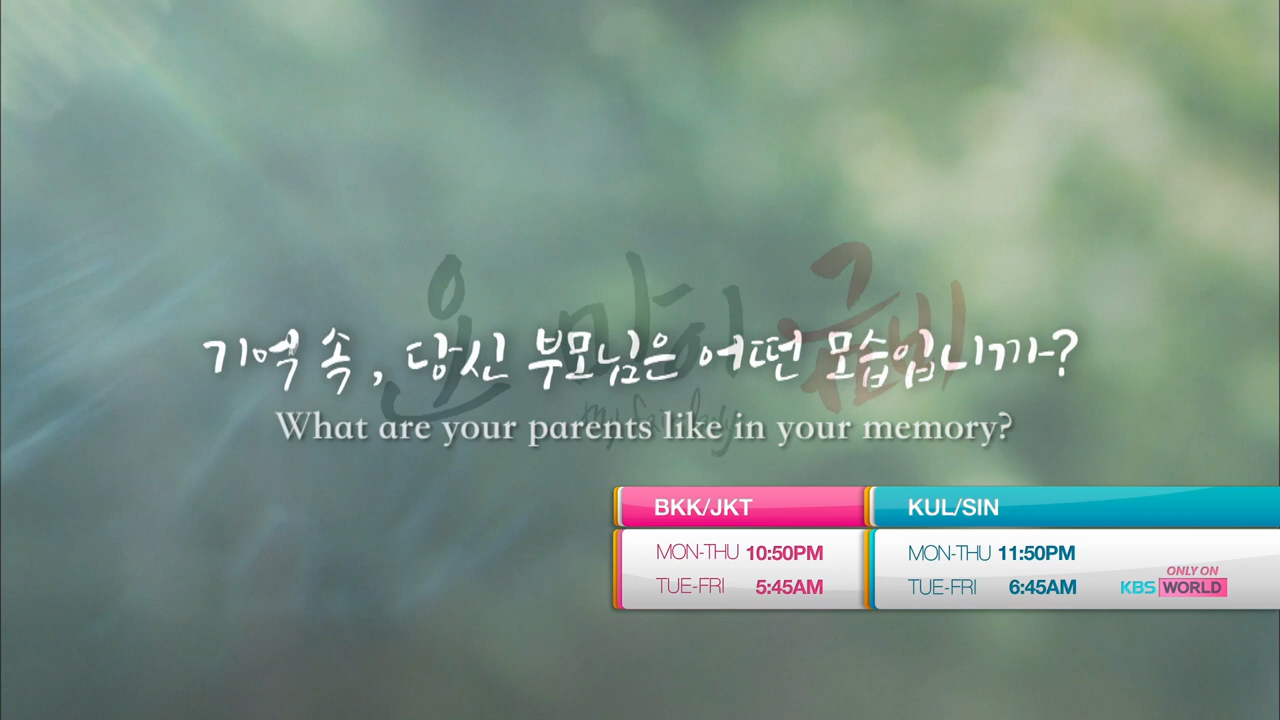 기억 속, 당신 부모님은 어떤 모습입니까?
What are your parents like in your memory?
BKK/JKT
MON-THU 10:50PM
TUE-FRI 5:45AM
KUL/SIN
MON-THU 11:50PM
TUE-FRI 6:45AM
ONLY ON
KBS WORLD